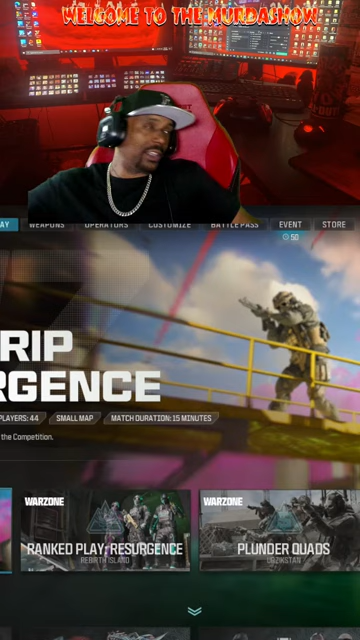 WELCOME TO THE MURDASHOW
AY WEAPONS OPERATORS CUSTOMIZE BATTLE PASS EVENT STORE
50
RIP
RGENCE
PLAYERS: 44 SMALL MAP MATCH DURATION: 15 MINUTES
the Competition.
WARZONE
RANKED PLAY: RESURGENCE
REBIRTH ISLAND
WARZONE
PLUNDER QUADS
URZIKSTAN